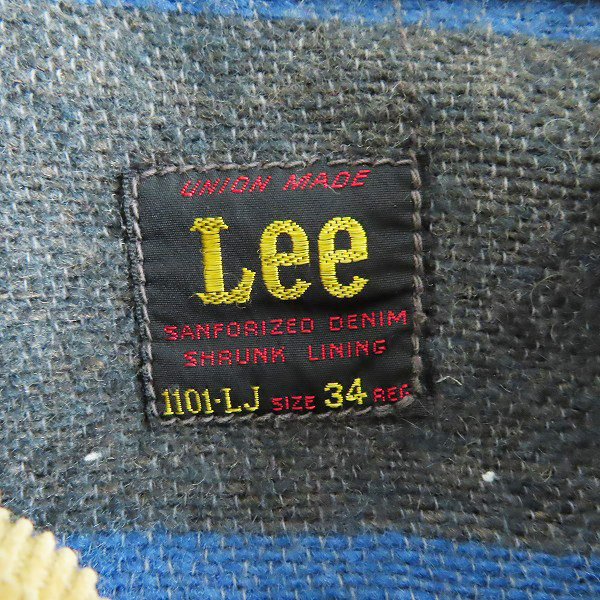 UNION MADE
Lee
SANFORIZED DENIM
SHRUNK LINING
1101-LJ SIZE 34 REG